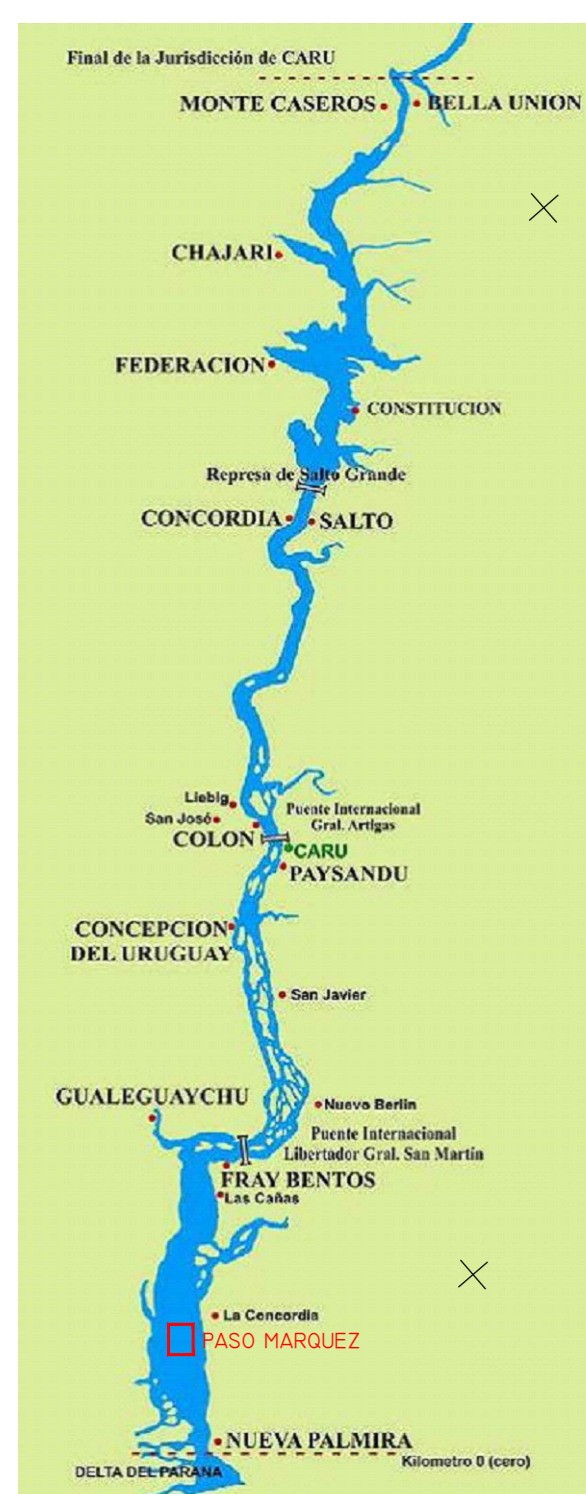 Final de la Jurisdicción de CARU
MONTE CASEROS
BELLA UNION
CHAJARI
FEDERACION
CONSTITUCION
Represa de Salto Grande
CONCORDIA
SALTO
Liebig
San José
Puente Internacional
Gral. Artigas
COLON
CARU
PAYSANDU
CONCEPCION
DEL URUGUAY
San Javier
GUALEGUAYCHU
Nuevo Berlin
Puente Internacional
Libertador Gral. San Martín
FRAY BENTOS
Las Cañas
La Concordia
PASO MARQUEZ
NUEVA PALMIRA
Kilometro 0 (cero)
DELTA DEL PARANA